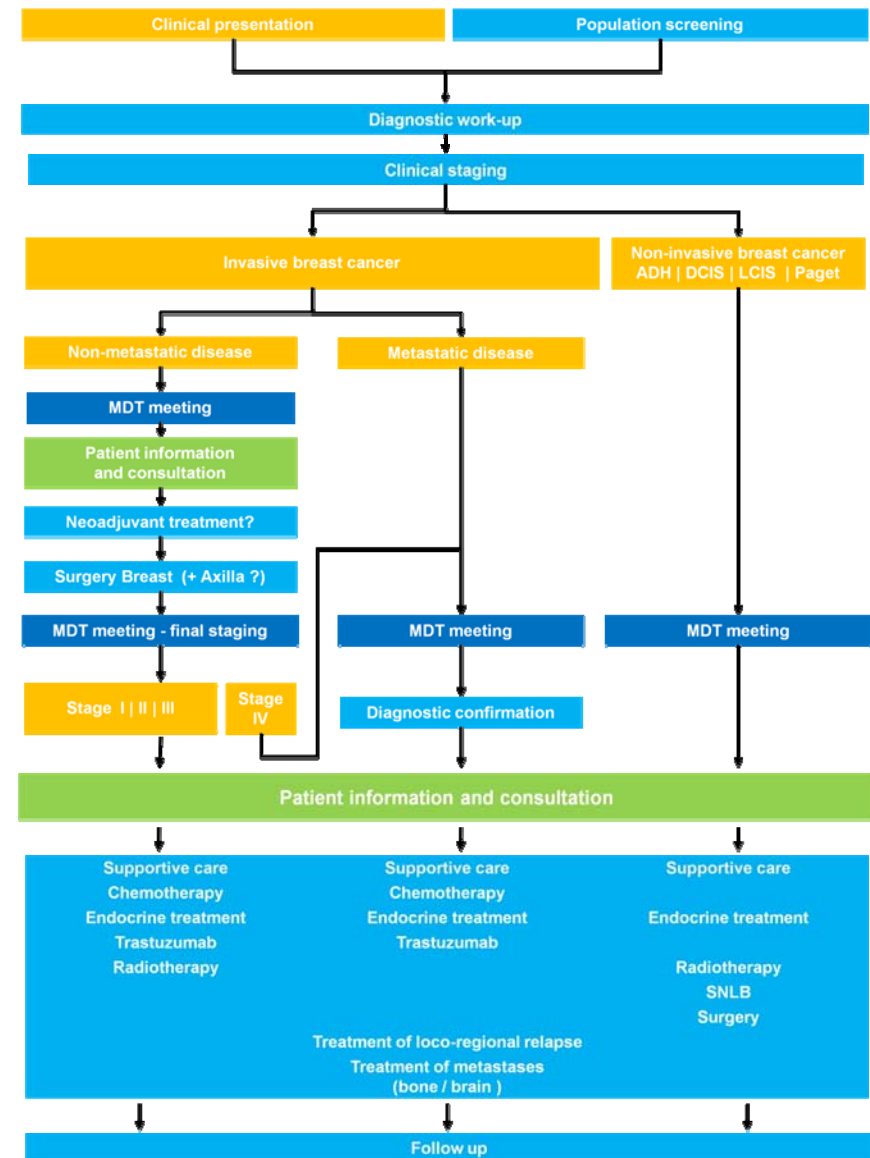 Clinical presentation
Population screening
Diagnostic work-up
Clinical staging
Invasive breast cancer
Non-invasive breast cancer
ADH | DCIS | LCIS | Paget
Non-metastatic disease
Metastatic disease
MDT meeting
Patient information
and consultation
Neoadjuvant treatment?
Surgery Breast (+ Axilla ?)
MDT meeting - final staging
MDT meeting
MDT meeting
Stage I | II | III
Stage
IV
Diagnostic confirmation
Patient information and consultation
Supportive care
Chemotherapy
Endocrine treatment
Trastuzumab
Radiotherapy
Supportive care
Chemotherapy
Endocrine treatment
Trastuzumab
Treatment of loco-regional relapse
Treatment of metastases
(bone / brain )
Supportive care
Endocrine treatment
Radiotherapy
SNLB
Surgery
Follow up